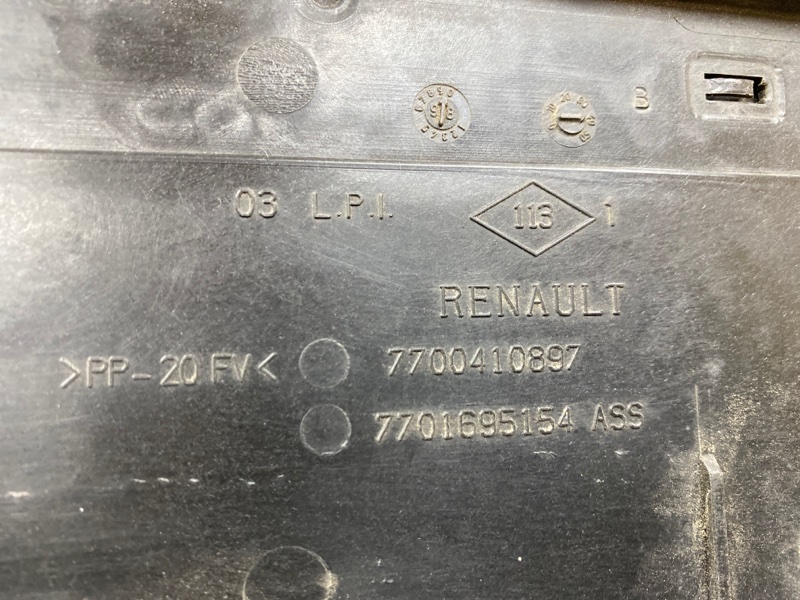 B
03 L.P.I. 113 1
RENAULT
>PP-20 FV< 7700410897
7701695154 ASS